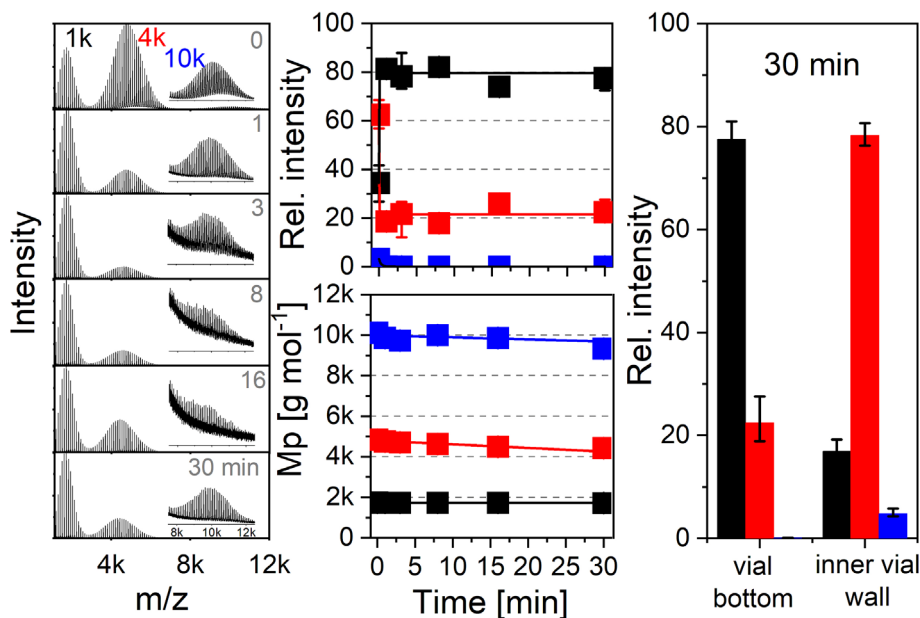 1k
4k
10k
0
1
3
8
16
30 min
8k 10k 12k
Intensity
4k 8k 12k
m/z
100
80
60
40
20
0
Rel. intensity
12k
10k
8k
6k
4k
2k
0
Mp [g mol⁻¹]
0 5 10 15 20 25 30
Time [min]
30 min
100
80
60
40
20
0
Rel. intensity
vial
bottom
inner vial
wall